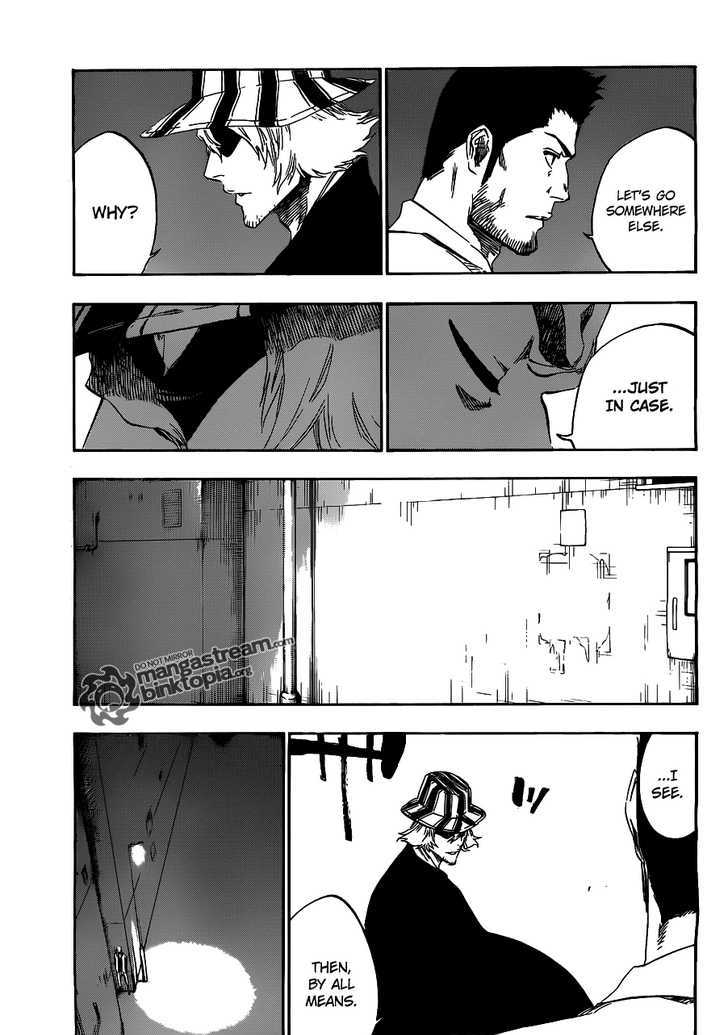 LET'S GO
SOMEWHERE
ELSE.
WHY?
...JUST
IN CASE.
DO NOT MIRROR
mangastream.com
binktopia.org
...I
SEE.
THEN,
BY ALL
MEANS.